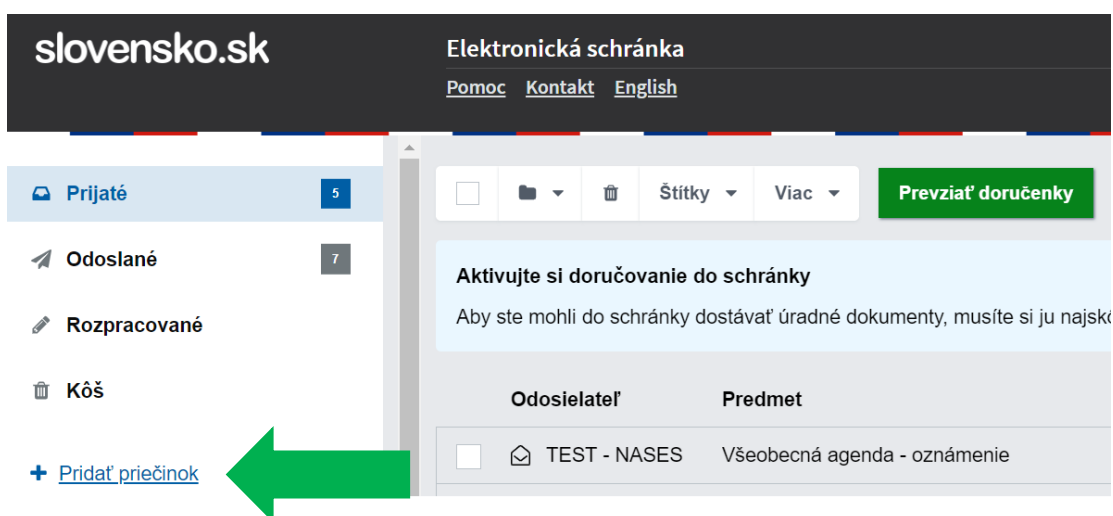 slovensko.sk
Elektronická schránka
Pomoc Kontakt English
Prijaté 5
Odoslané 7
Rozpracované
Kôš
Pridať priečinok
Štítky Viac Prevziať doručenky
Aktivujte si doručovanie do schránky
Aby ste mohli do schránky dostávať úradné dokumenty, musíte si ju
Odosielateľ Predmet
TEST - NASES Všeobecná agenda - oznámenie